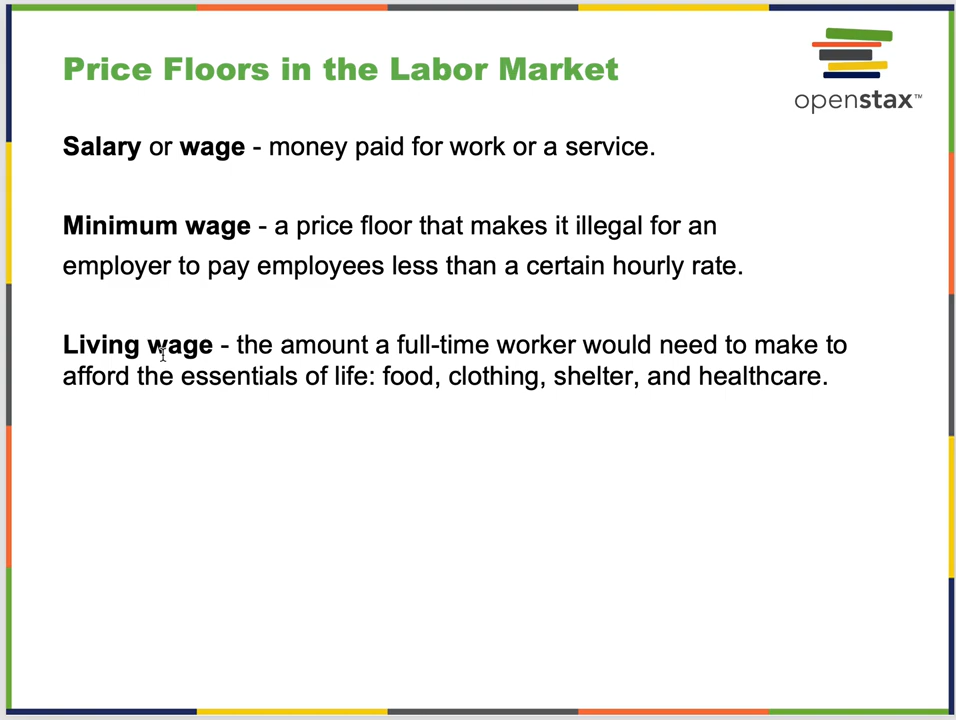 Price Floors in the Labor Market
openstax™
Salary or wage - money paid for work or a service.
Minimum wage - a price floor that makes it illegal for an
employer to pay employees less than a certain hourly rate.
Living wage - the amount a full-time worker would need to make to
afford the essentials of life: food, clothing, shelter, and healthcare.